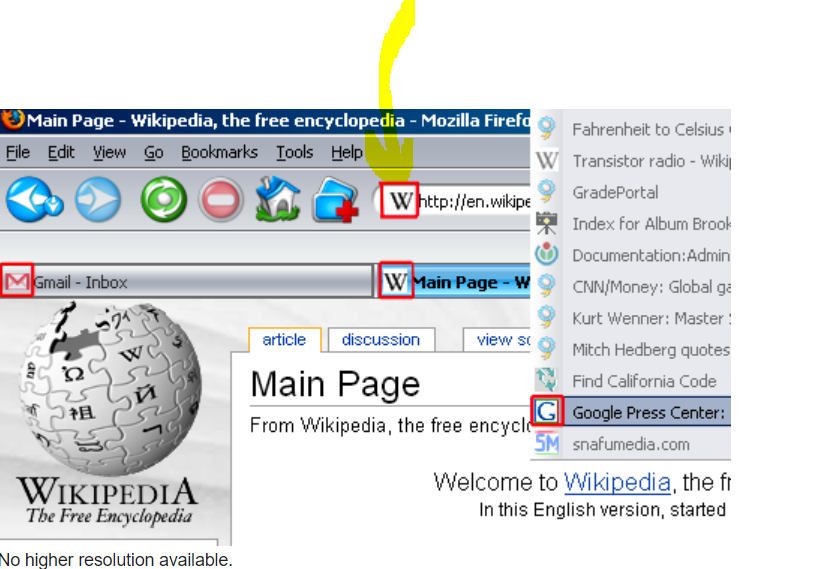 Main Page - Wikipedia, the free encyclopedia - Mozilla Firefo
File Edit View Go Bookmarks Tools Help
W http://en.wikipe
Gmail - Inbox
W Main Page - W
article discussion view so
Main Page
From Wikipedia, the free encyclo
Welcome to Wikipedia, the fr
In this English version, started
WIKIPEDIA
The Free Encyclopedia
Fahrenheit to Celsius
W Transistor radio - Wiki
GradePortal
Index for Album Brook
Documentation:Admin
CNN/Money: Global ga
Kurt Wenner: Master
Mitch Hedberg quotes
Find California Code
G Google Press Center:
SM snafumedia.com
No higher resolution available.